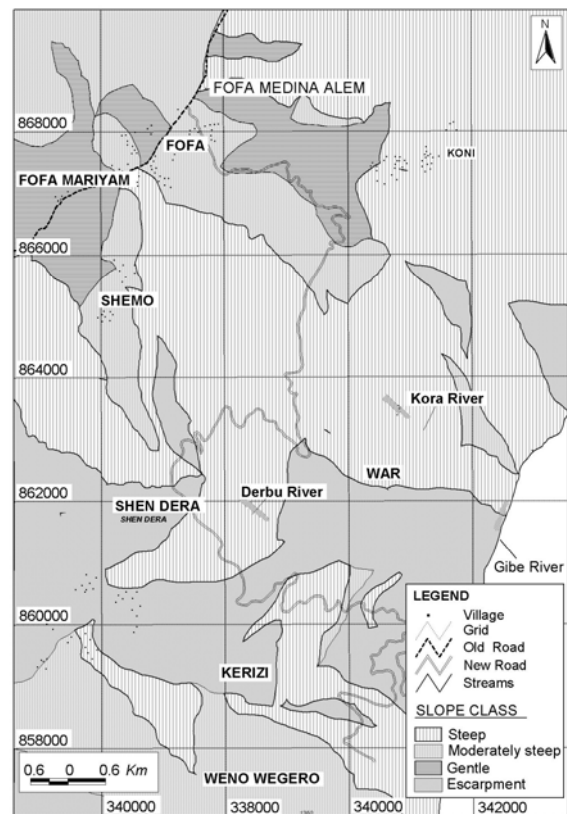 N
FOFA MEDINA ALEM
868000
FOFA
KONI
FOFA MARIYAM
866000
SHEMO
864000
Kora River
WAR
862000
SHEN DERA
Derbu River
SHEN DERA
Gibe River
860000
KERIZI
858000
WENO WEGERO
0.6 0 0.6 Km
340000 338000 340000 342000
LEGEND
Village
Grid
Old Road
New Road
Streams
SLOPE CLASS
Steep
Moderately steep
Gentle
Escarpment